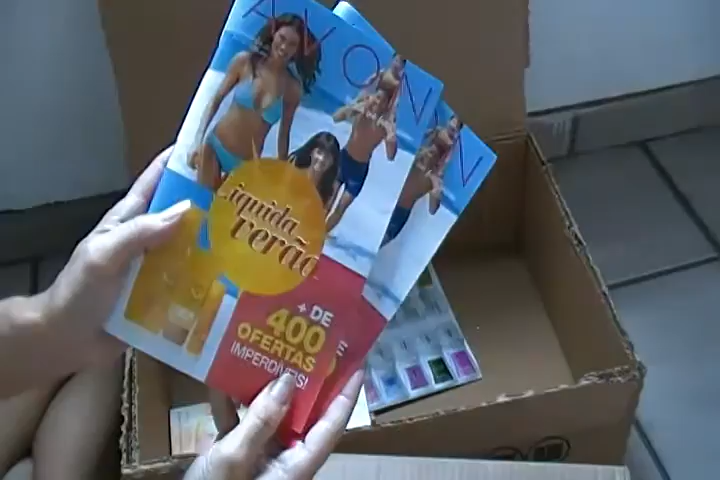 AVON
Liquida
verão
+ DE
400
OFERTAS
IMPERDÍVEIS!